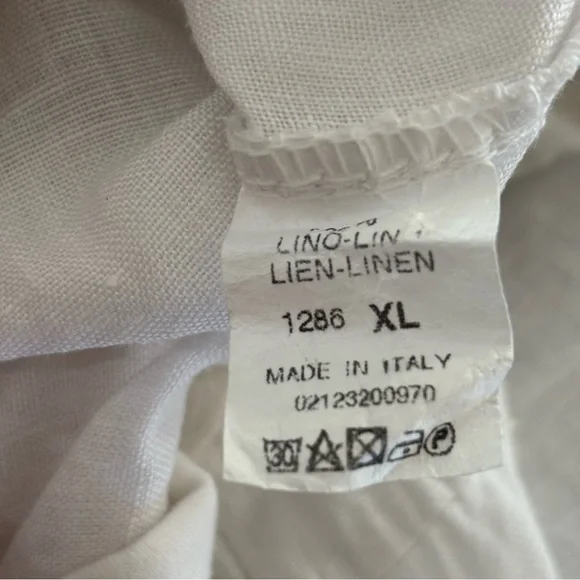 LINO-LIN
LIEN-LINEN
1286 XL
MADE IN ITALY
02123200970
30 P